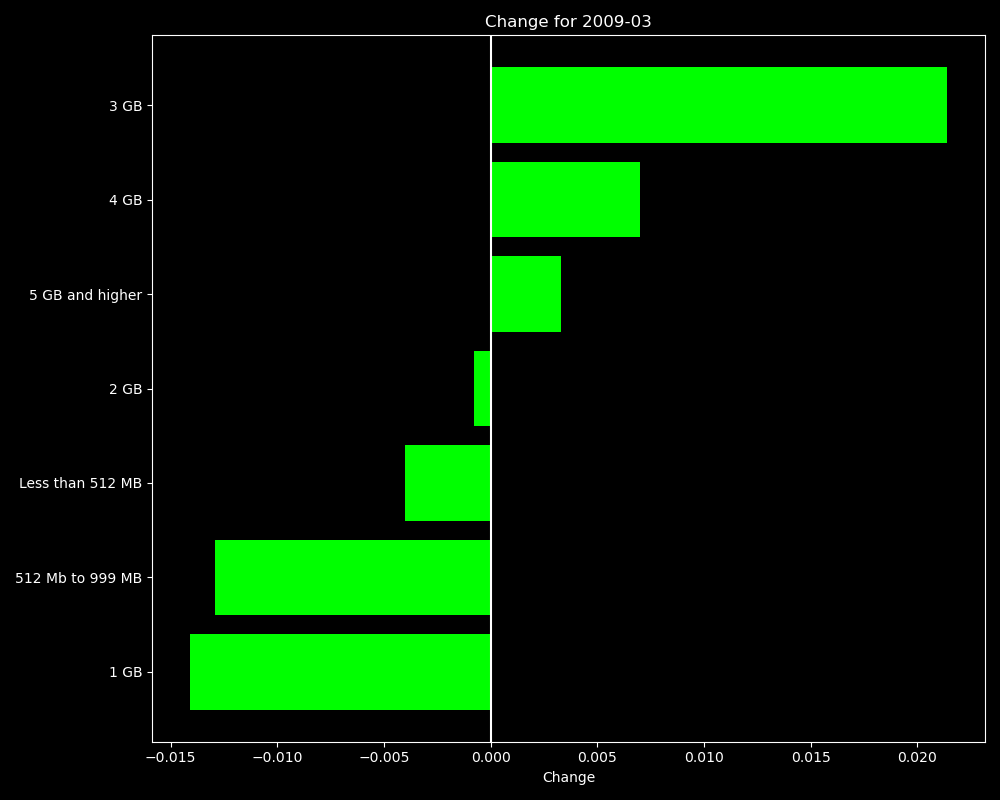 Change for 2009-03
3 GB
4 GB
5 GB and higher
2 GB
Less than 512 MB
512 Mb to 999 MB
1 GB
−0.015 −0.010 −0.005 0.000 0.005 0.010 0.015 0.020
Change